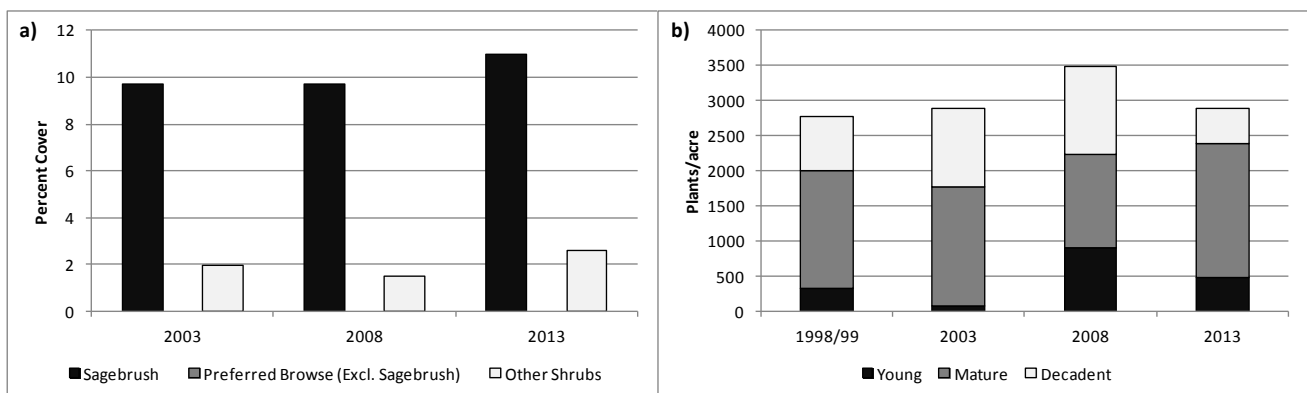 a)
12
10
8
6
4
2
0
Percent Cover
2003 2008 2013
Sagebrush Preferred Browse (Excl. Sagebrush) Other Shrubs
b)
4000
3500
3000
2500
2000
1500
1000
500
0
Plants/acre
1998/99 2003 2008 2013
Young Mature Decadent